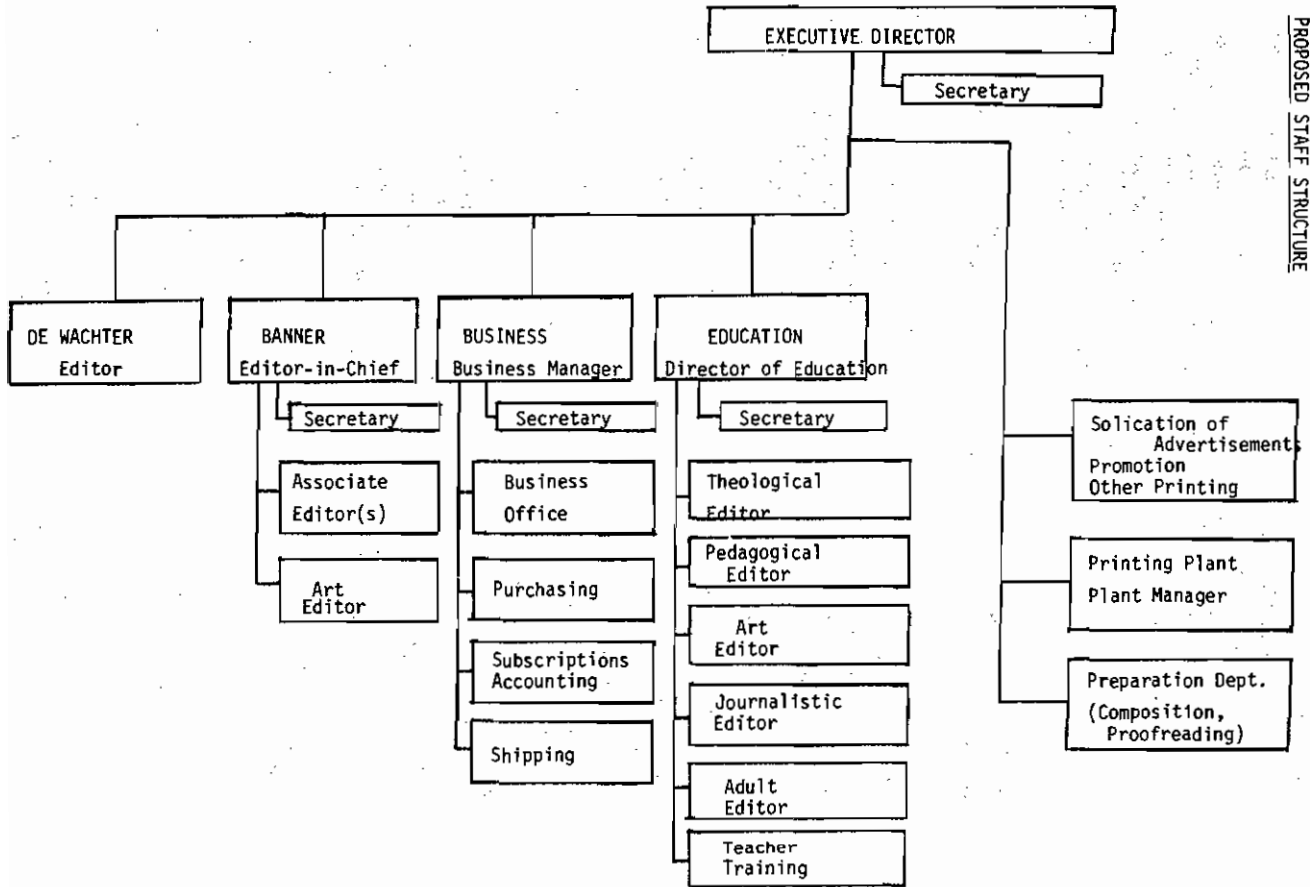 PROPOSED STAFF STRUCTURE
EXECUTIVE DIRECTOR
Secretary
DE WACHTER
Editor
BANNER
Editor-in-Chief
Secretary
Associate
Editor(s)
Art
Editor
BUSINESS
Business Manager
Secretary
Business
Office
Purchasing
Subscriptions
Accounting
Shipping
EDUCATION
Director of Education
Secretary
Theological
Editor
Pedagogical
Editor
Art
Editor
Journalistic
Editor
Adult
Editor
Teacher
Training
Solication of
Advertisements
Promotion
Other Printing
Printing Plant
Plant Manager
Preparation Dept.
(Composition,
Proofreading)